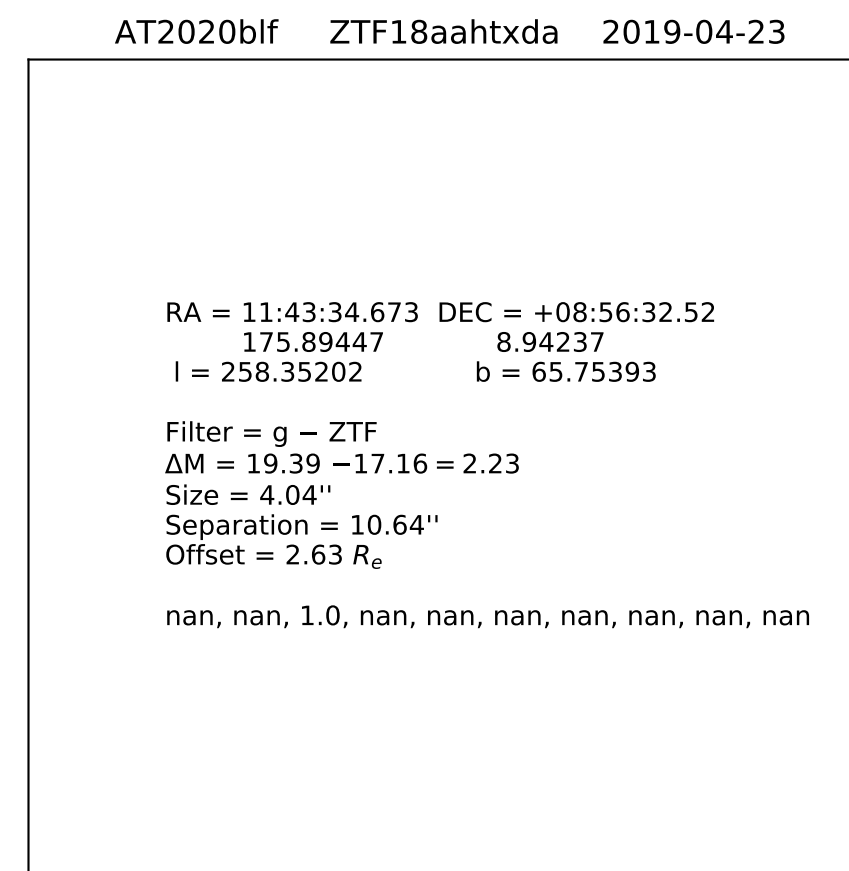 AT2020blf ZTF18aahtxda 2019-04-23
RA = 11:43:34.673 DEC = +08:56:32.52
175.89447 8.94237
l = 258.35202 b = 65.75393
Filter = g − ZTF
ΔM = 19.39 −17.16 = 2.23
Size = 4.04''
Separation = 10.64''
Offset = 2.63 Re
nan, nan, 1.0, nan, nan, nan, nan, nan, nan, nan